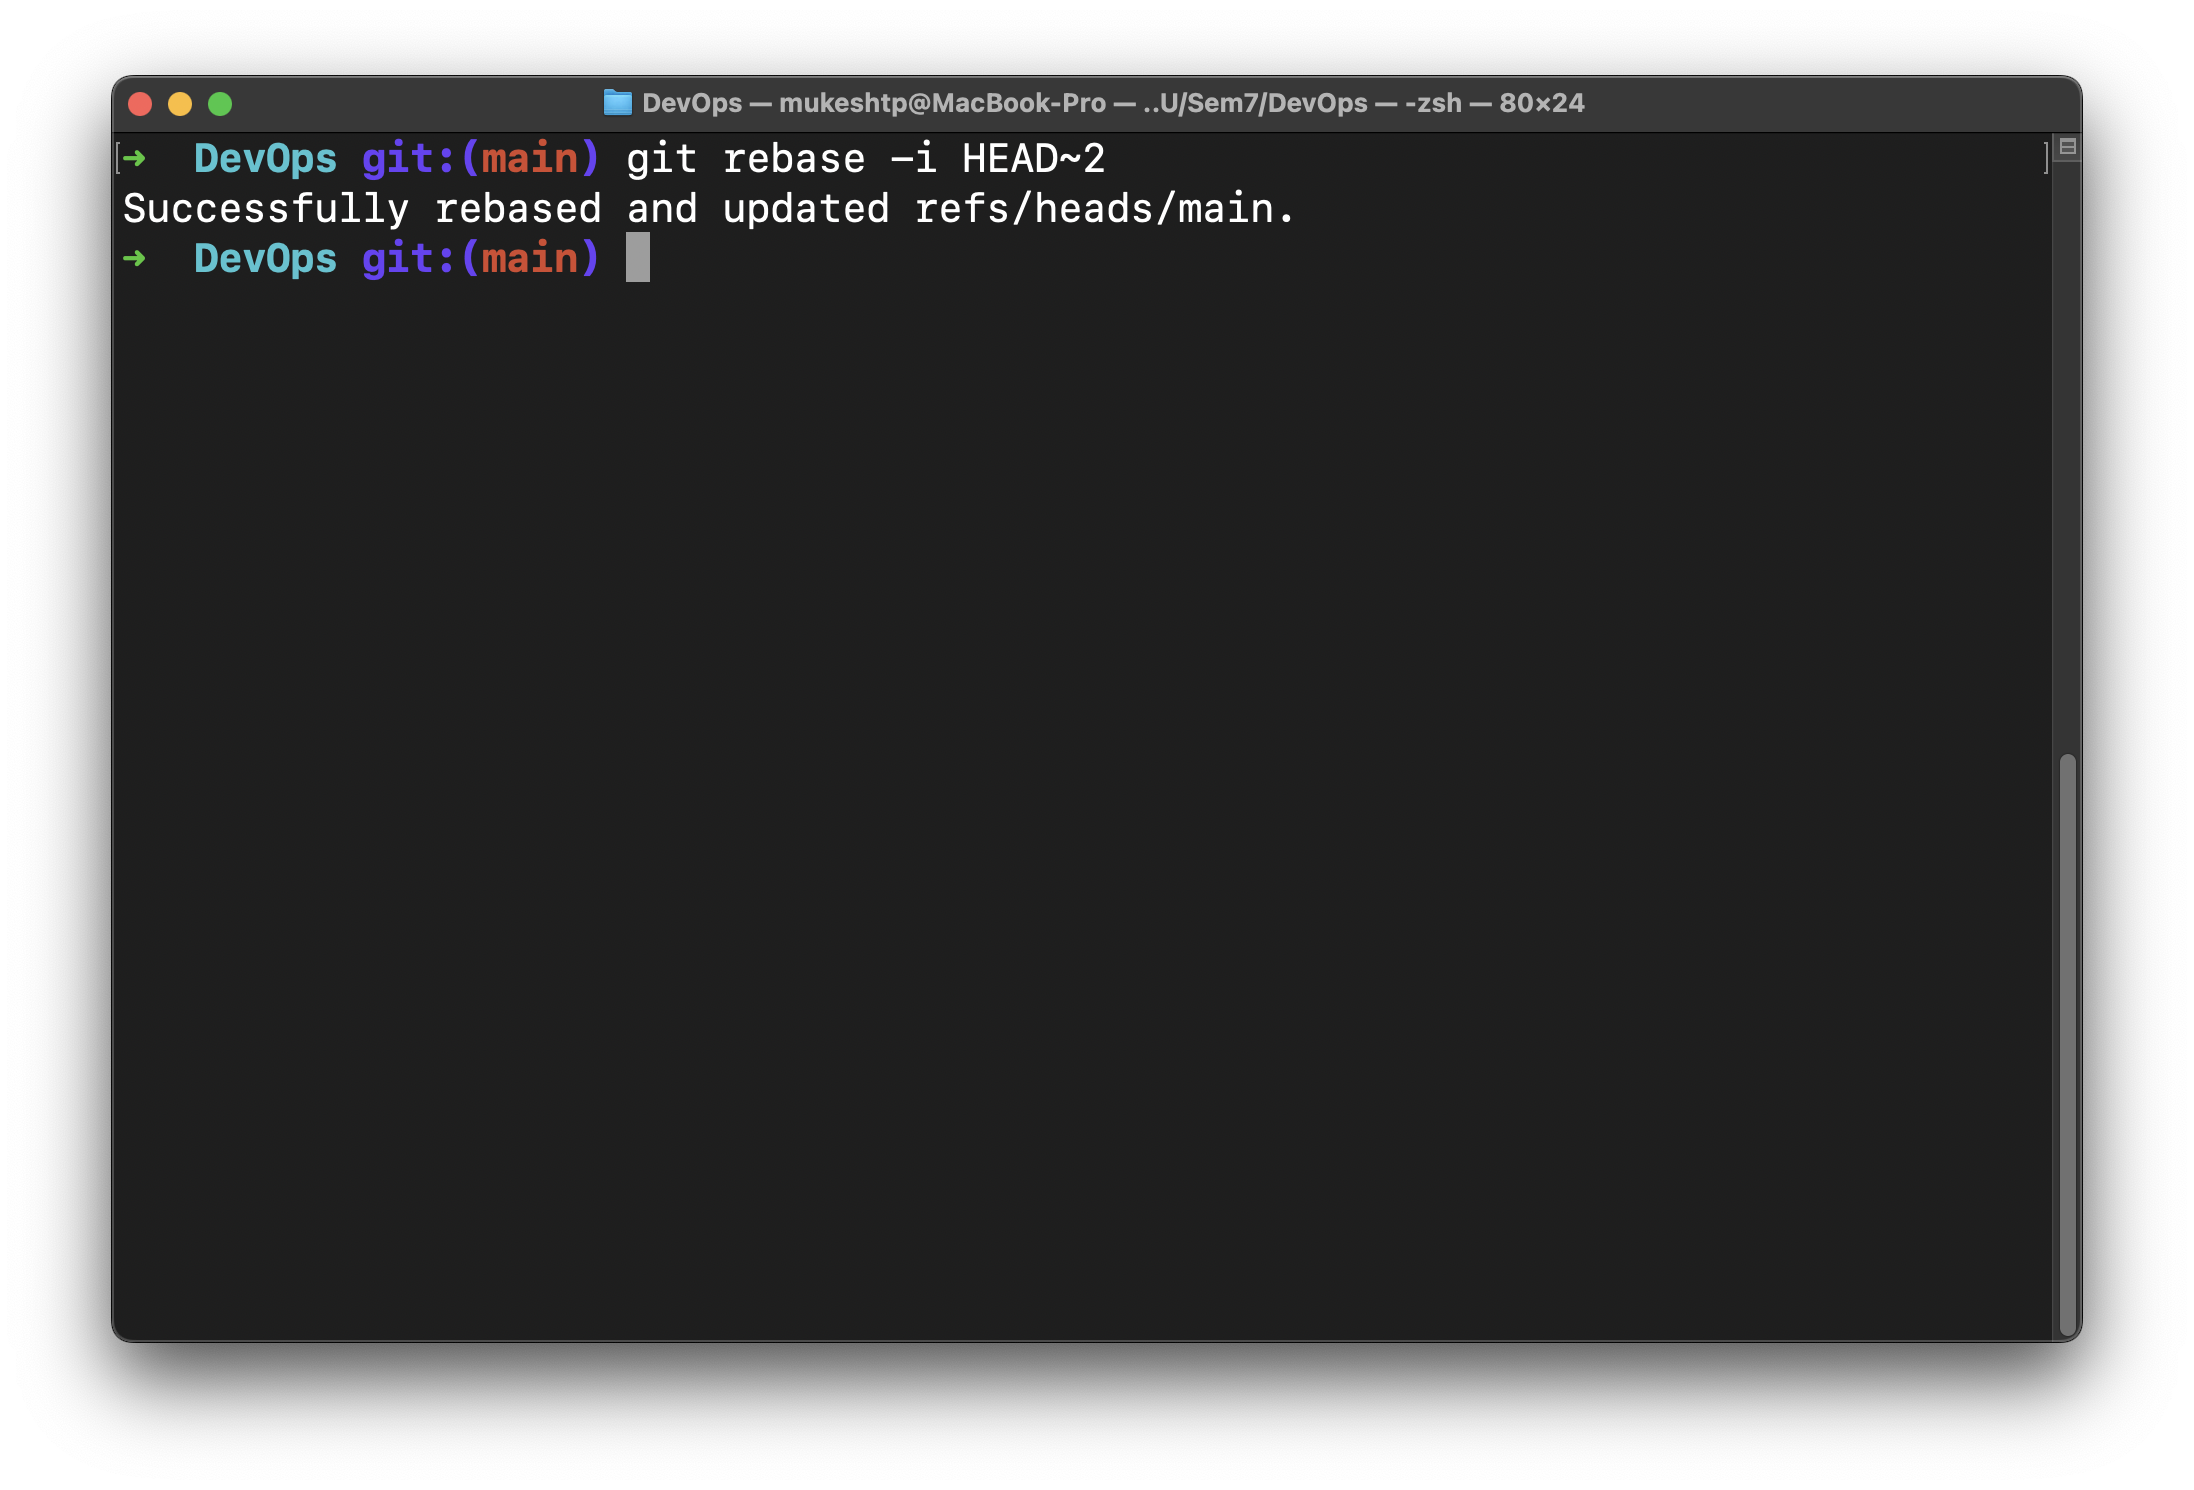 DevOps — mukeshtp@MacBook-Pro — ..U/Sem7/DevOps — -zsh — 80×24
➜  DevOps git:(main) git rebase -i HEAD~2
Successfully rebased and updated refs/heads/main.
➜  DevOps git:(main)